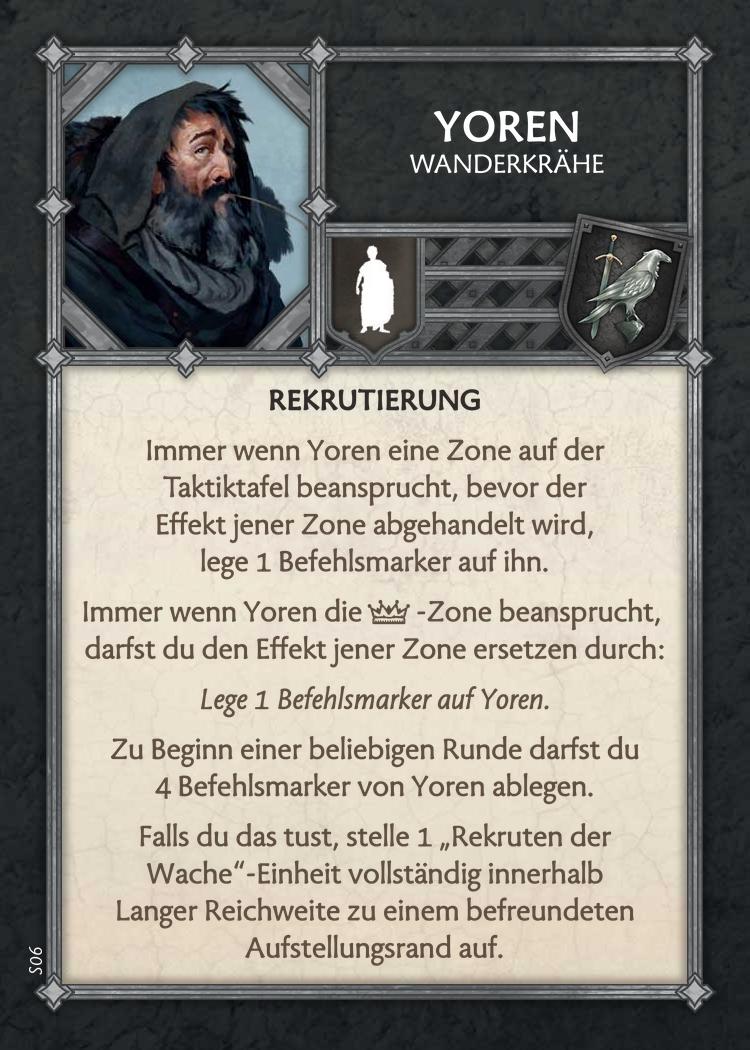 YOREN
WANDERKRÄHE
REKRUTIERUNG
Immer wenn Yoren eine Zone auf der
Taktiktafel beansprucht, bevor der
Effekt jener Zone abgehandelt wird,
lege 1 Befehlsmarker auf ihn.
Immer wenn Yoren die -Zone beansprucht,
darfst du den Effekt jener Zone ersetzen durch:
Lege 1 Befehlsmarker auf Yoren.
Zu Beginn einer beliebigen Runde darfst du
4 Befehlsmarker von Yoren ablegen.
Falls du das tust, stelle 1 „Rekruten der
Wache“-Einheit vollständig innerhalb
Langer Reichweite zu einem befreundeten
Aufstellungsrand auf.
S06